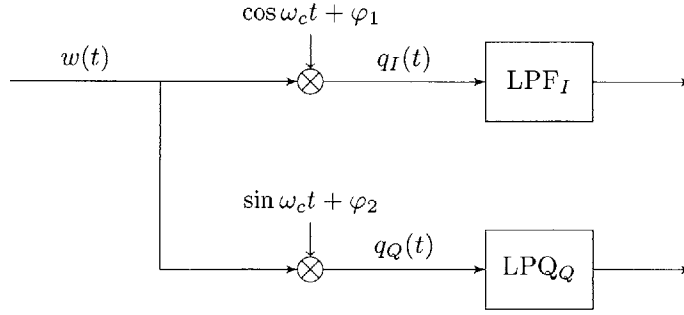 cos ω_c t + φ_1
w(t)
q_I(t)
LPF_I
sin ω_c t + φ_2
q_Q(t)
LPQ_Q